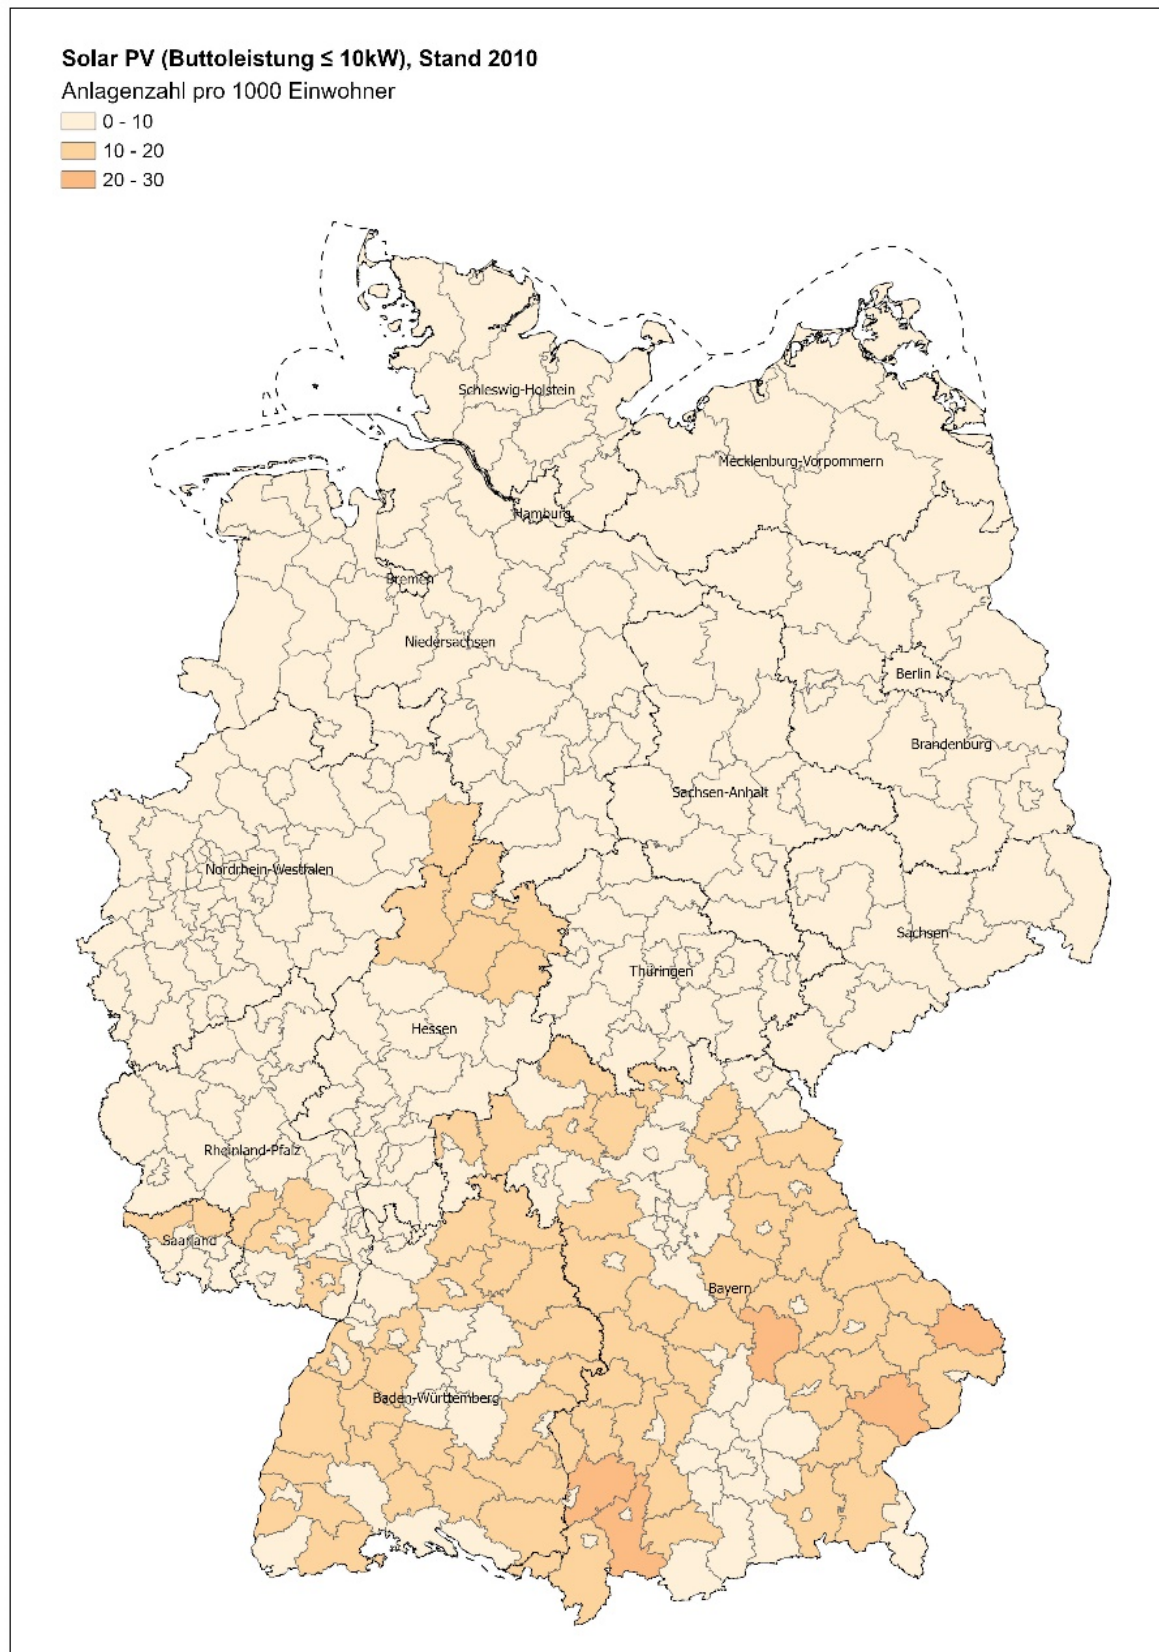 Solar PV (Buttoleistung ≤ 10kW), Stand 2010
Anlagenzahl pro 1000 Einwohner
0 - 10
10 - 20
20 - 30
Schleswig-Holstein
Mecklenburg-Vorpommern
Hamburg
Bremen
Niedersachsen
Berlin
Brandenburg
Sachsen-Anhalt
Nordrhein-Westfalen
Sachsen
Thüringen
Hessen
Rheinland-Pfalz
Saarland
Bayern
Baden-Württemberg